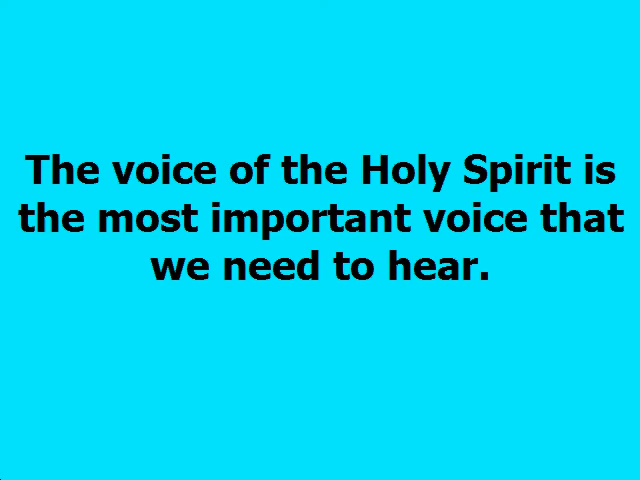 The voice of the Holy Spirit is
the most important voice that
we need to hear.